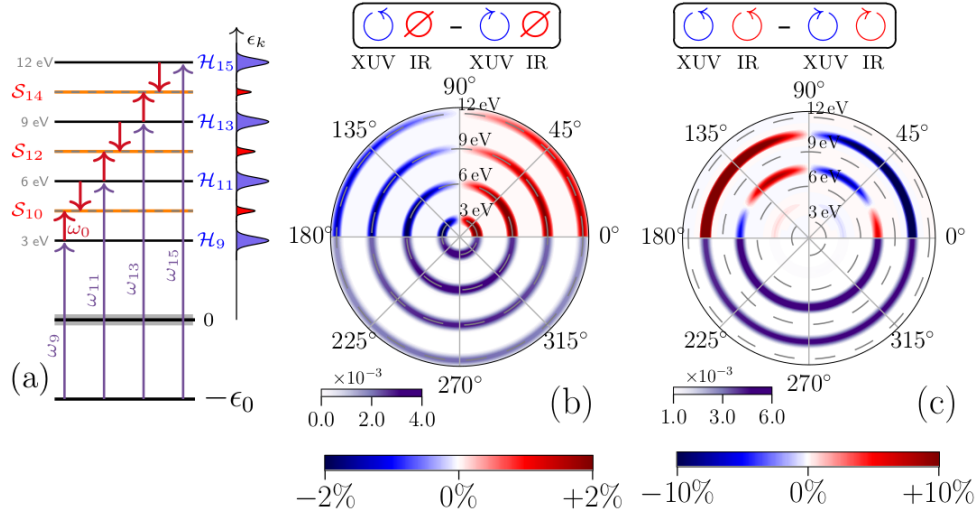 (a)
ϵ_k
12 eV
ℋ₁₅
𝒮₁₄
9 eV
ℋ₁₃
𝒮₁₂
6 eV
ℋ₁₁
𝒮₁₀
ω₀
3 eV
ℋ₉
ω₉
ω₁₁
ω₁₃
ω₁₅
0
−ϵ₀
−
XUV IR XUV IR
90°
135° 45°
12 eV
9 eV
6 eV
3 eV
180° 0°
225° 315°
270°
×10⁻³
0.0 2.0 4.0
(b)
−2% 0% +2%
−
XUV IR XUV IR
90°
135° 45°
12 eV
9 eV
6 eV
3 eV
180° 0°
225° 315°
270°
×10⁻³
1.0 3.0 6.0
(c)
−10% 0% +10%